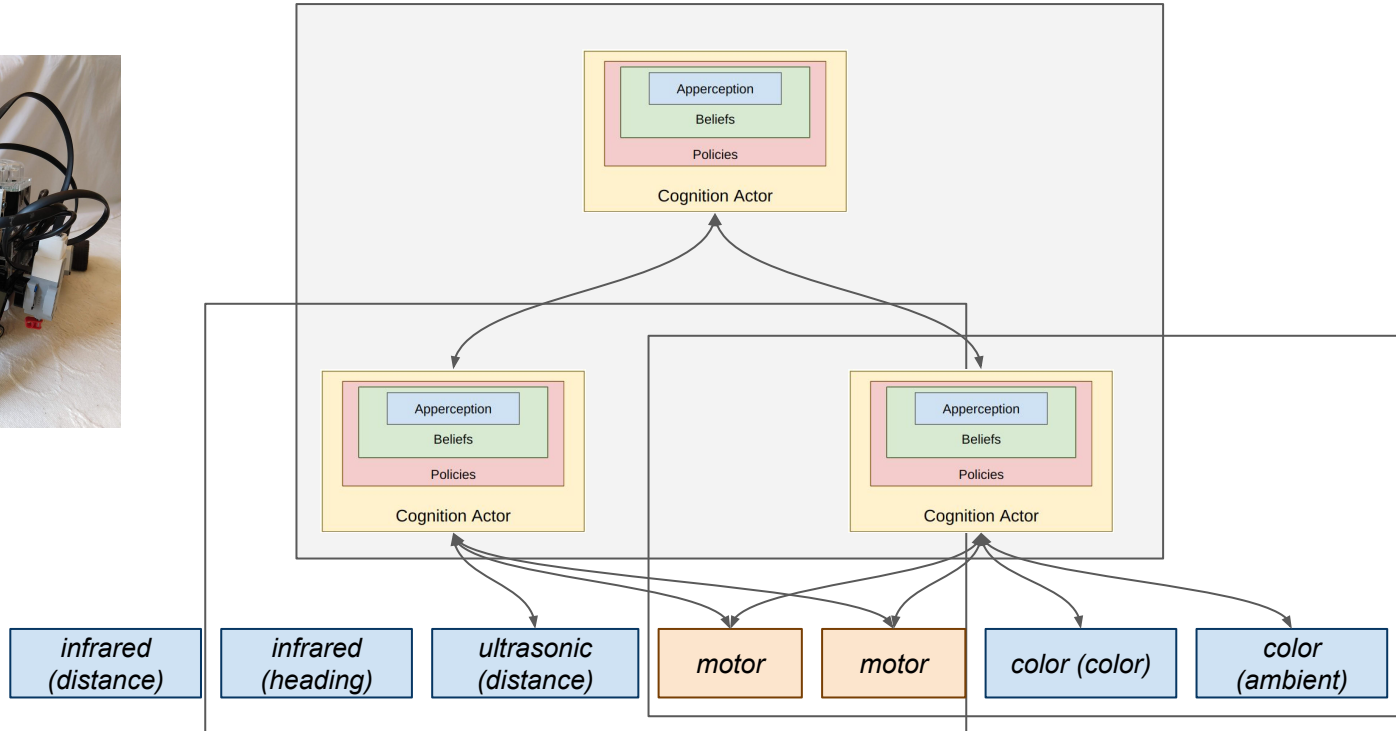 Apperception
Beliefs
Policies
Cognition Actor
Apperception
Beliefs
Policies
Cognition Actor
Apperception
Beliefs
Policies
Cognition Actor
infrared
(distance)
infrared
(heading)
ultrasonic
(distance)
motor
motor
color (color)
color
(ambient)